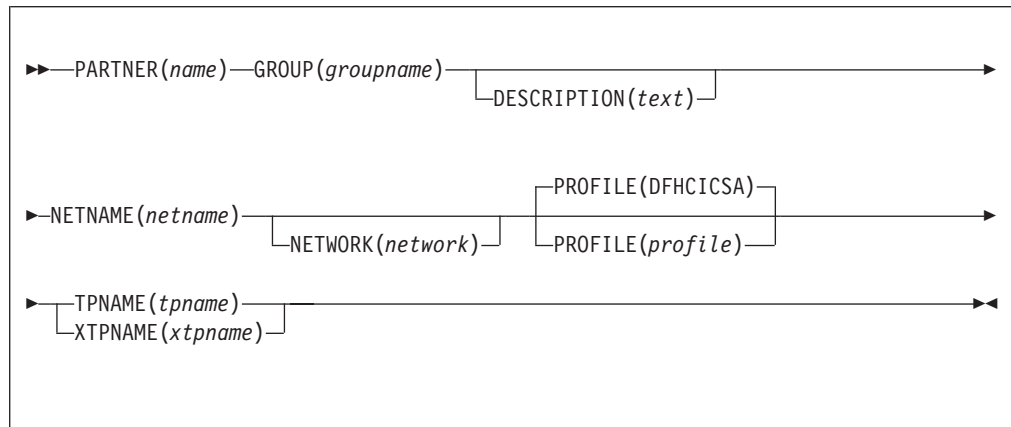 PARTNER(name) GROUP(groupname)
DESCRIPTION(text)
PROFILE(DFHCICSA)
NETNAME(netname)
NETWORK(network) PROFILE(profile)
TPNAME(tpname)
XTPNAME(xtpname)